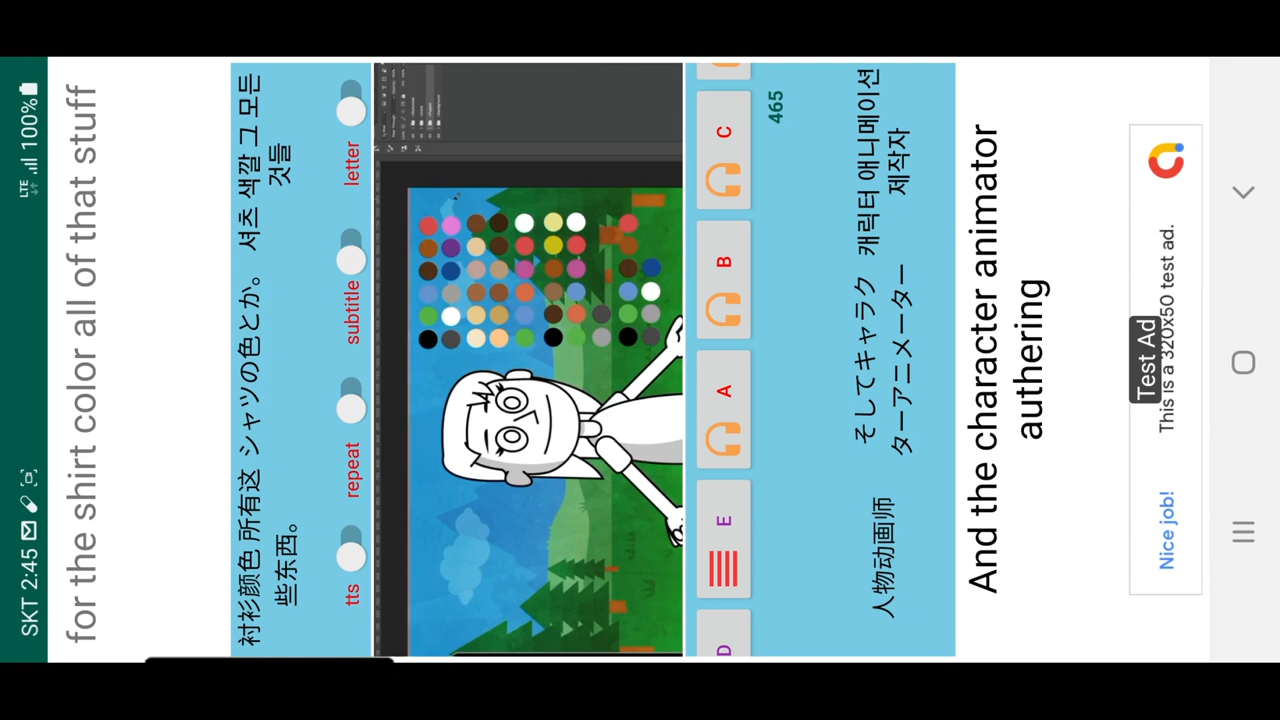 SKT 2:45
LTE
100%
for the shirt color all of that stuff
衬衫颜色 所有这
些东西。
シャツの色とか。
셔츠 색깔 그 모든
것들
tts
repeat
subtitle
letter
D
E
A
B
C
465
人物动画师
そしてキャラク
ターアニメーター
캐릭터 애니메이션
제작자
And the character animator
authering
Test Ad
Nice job!
This is a 320x50 test ad.